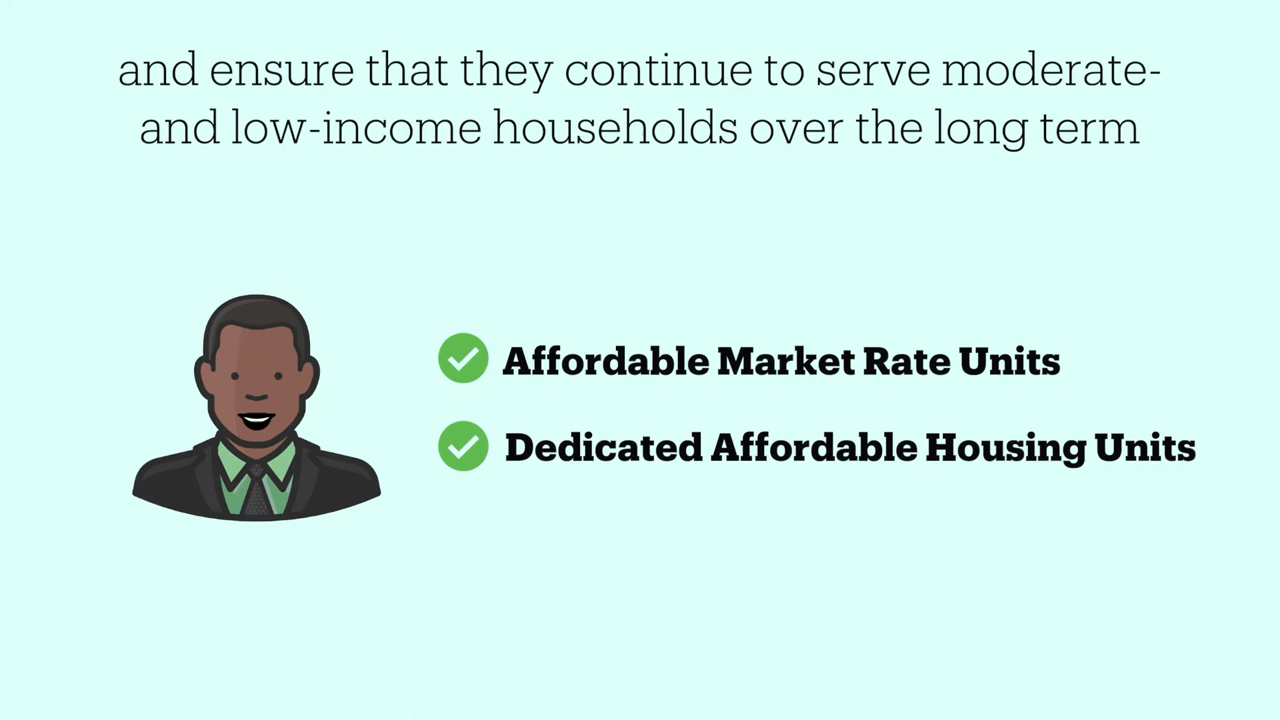 and ensure that they continue to serve moderate-
and low-income households over the long term
Affordable Market Rate Units
Dedicated Affordable Housing Units